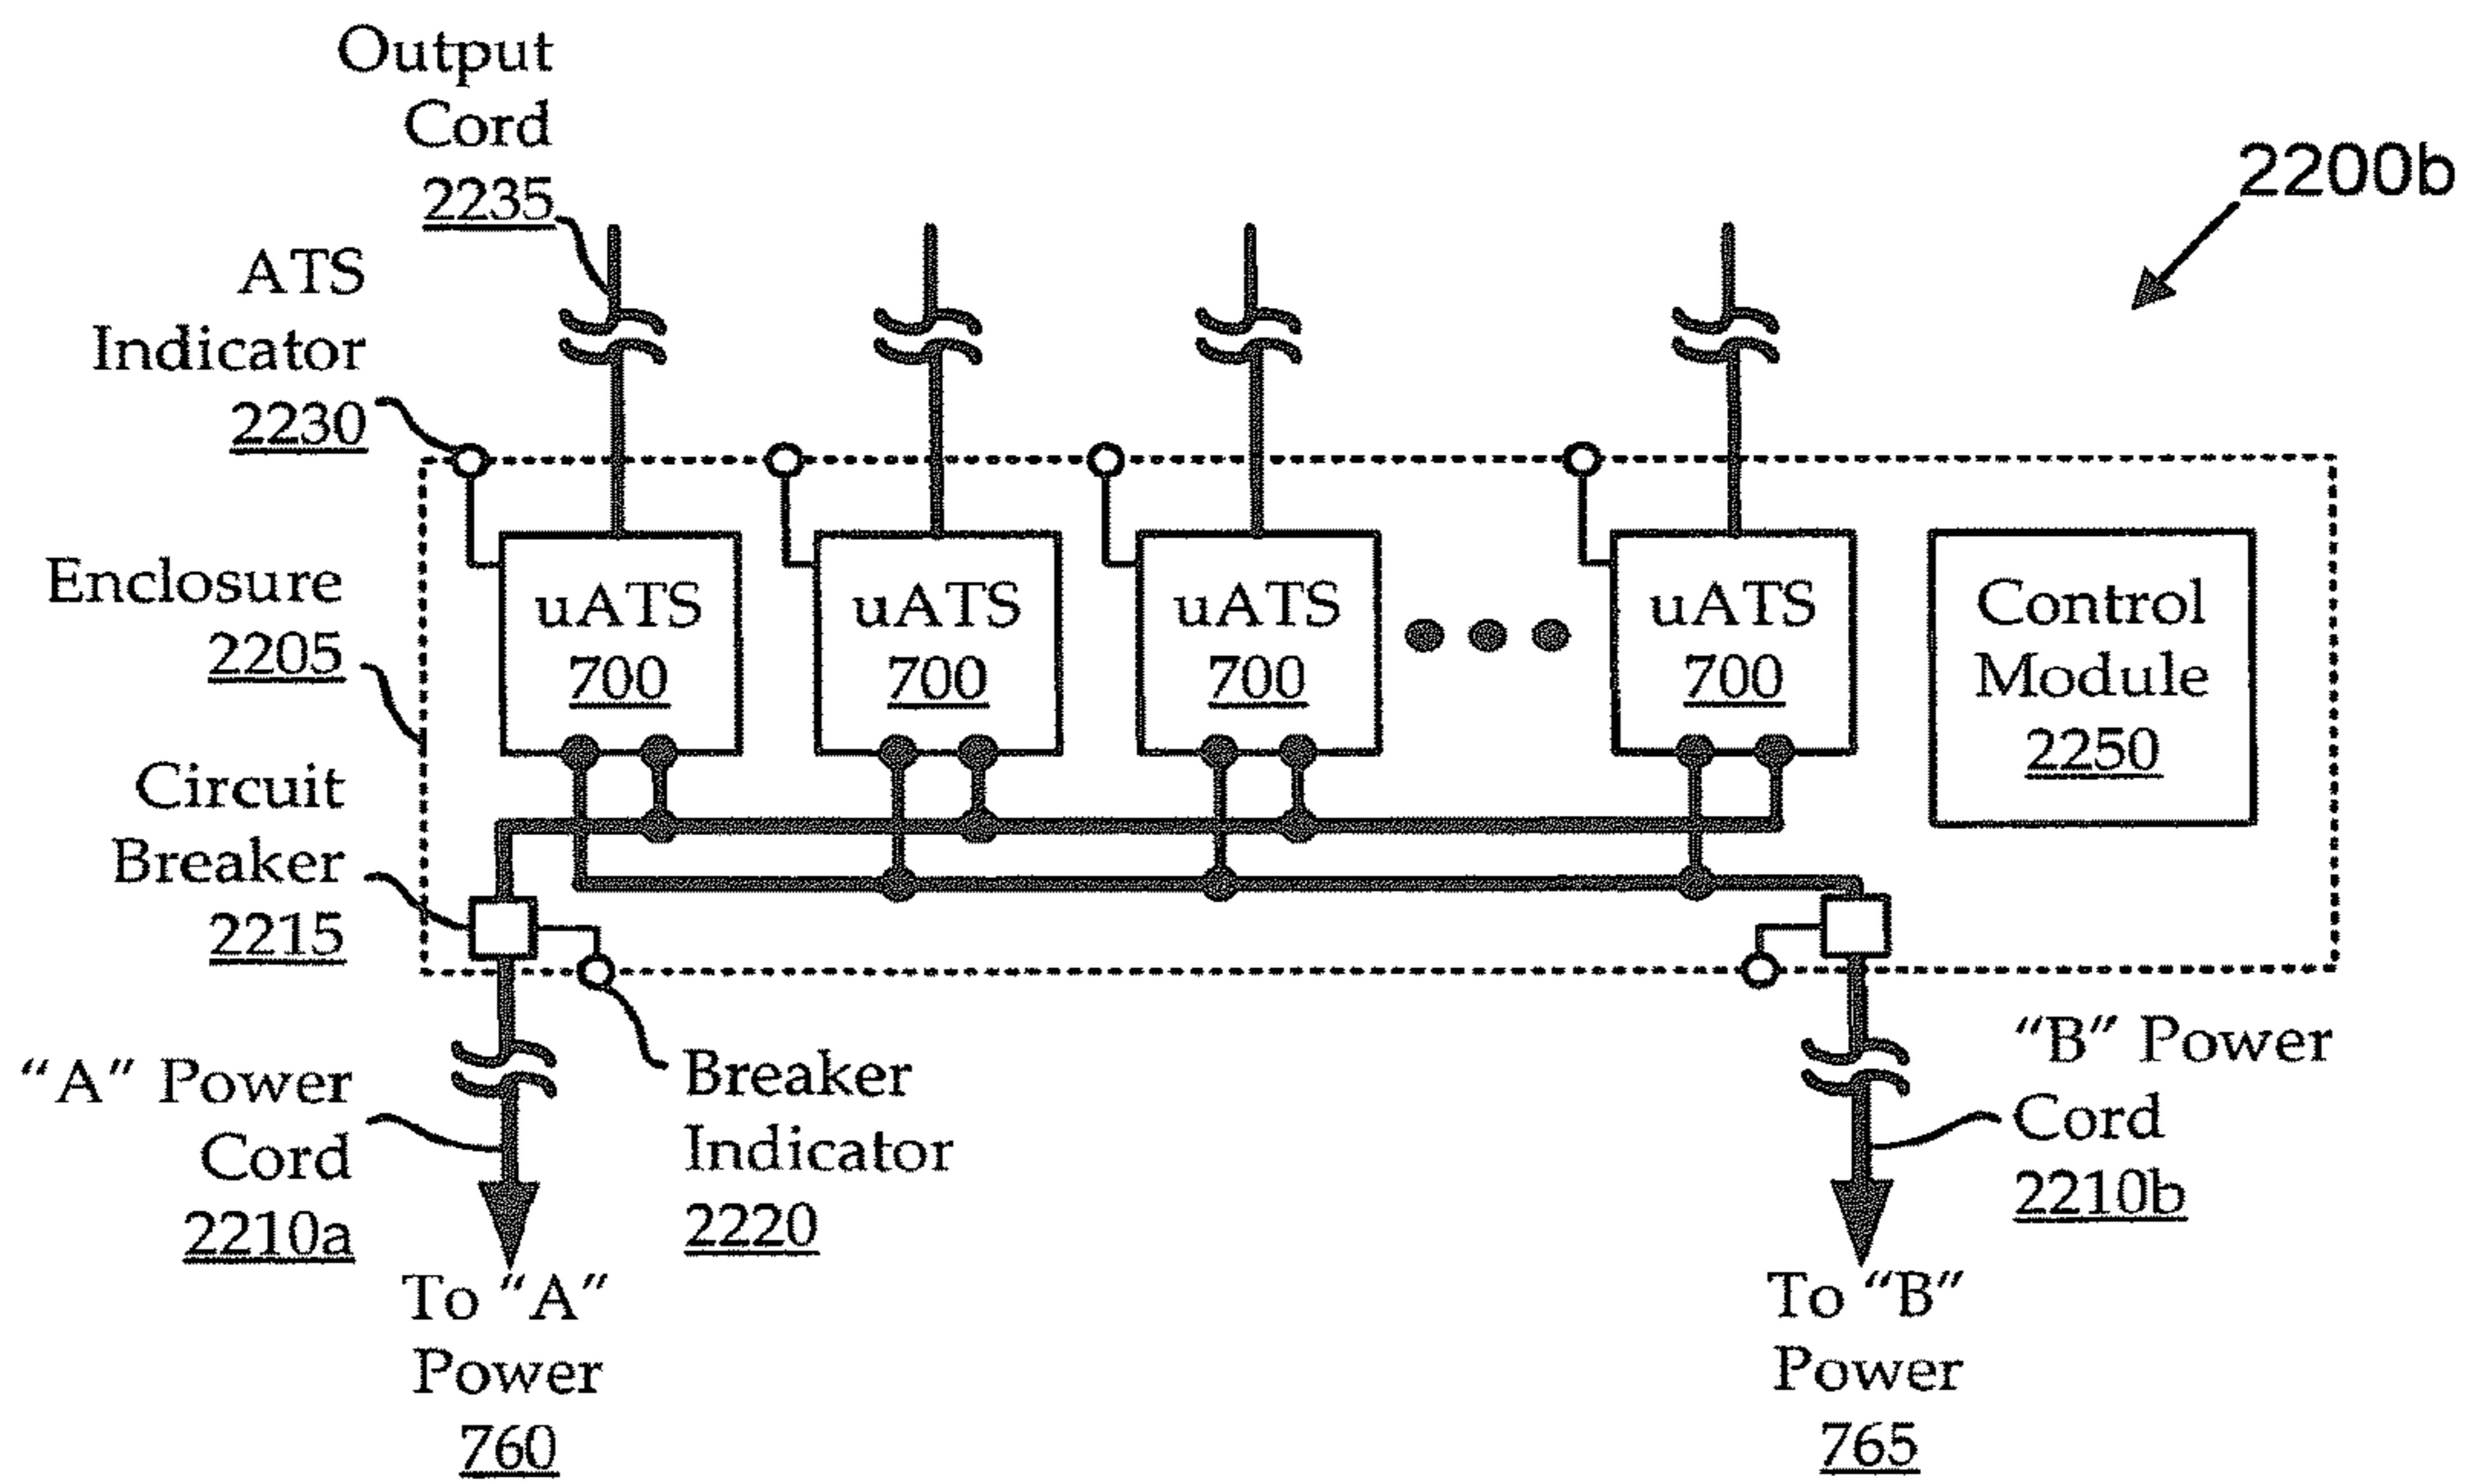 Output
Cord
2235
2200b
ATS
Indicator
2230
Enclosure
2205
uATS
700
uATS
700
uATS
700
uATS
700
Control
Module
2250
Circuit
Breaker
2215
"A" Power
Cord
2210a
Breaker
Indicator
2220
"B" Power
Cord
2210b
To "A"
Power
760
To "B"
Power
765